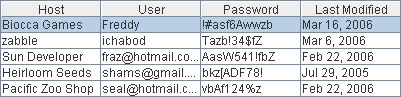 Host User Password Last Modified
Biocca Games Freddy !#asf6Awwzb Mar 16, 2006
zabble ichabod Tazb!34$fZ Mar 6, 2006
Sun Developer fraz@hotmail.co... AasW541!fbZ Feb 22, 2006
Heirloom Seeds shams@gmail.... bkz[ADF78! Jul 29, 2005
Pacific Zoo Shop seal@hotmail.c... vbAf124%z Feb 22, 2006